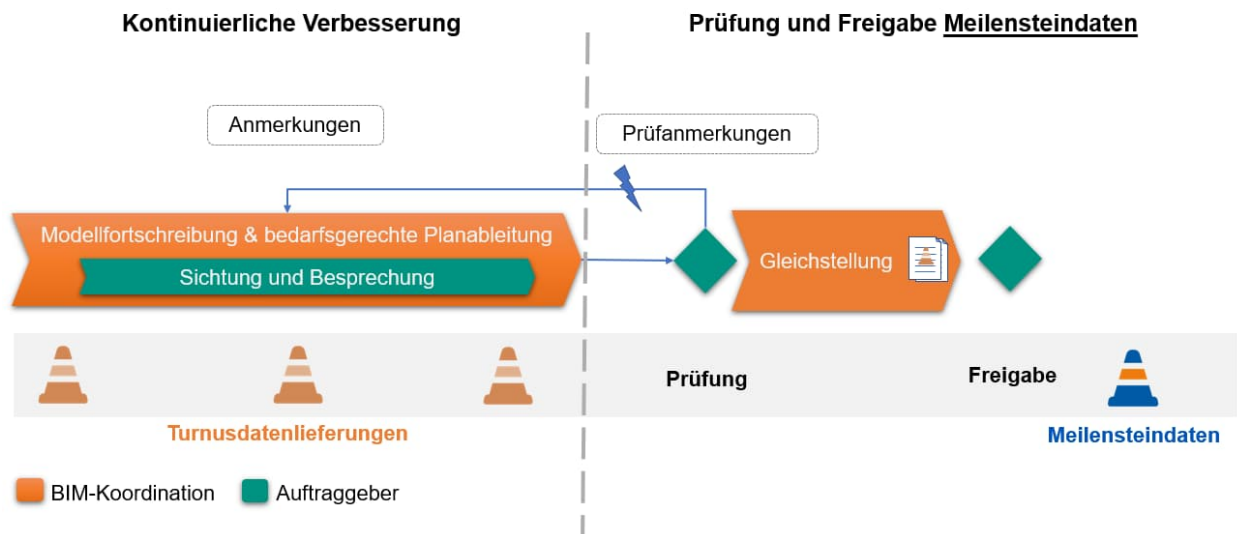 Kontinuierliche Verbesserung
Prüfung und Freigabe Meilensteindaten
Anmerkungen
Prüfanmerkungen
Modellfortschreibung & bedarfsgerechte Planableitung
Sichtung und Besprechung
Gleichstellung
Prüfung
Freigabe
Turnusdatenlieferungen
Meilensteindaten
BIM-Koordination
Auftraggeber